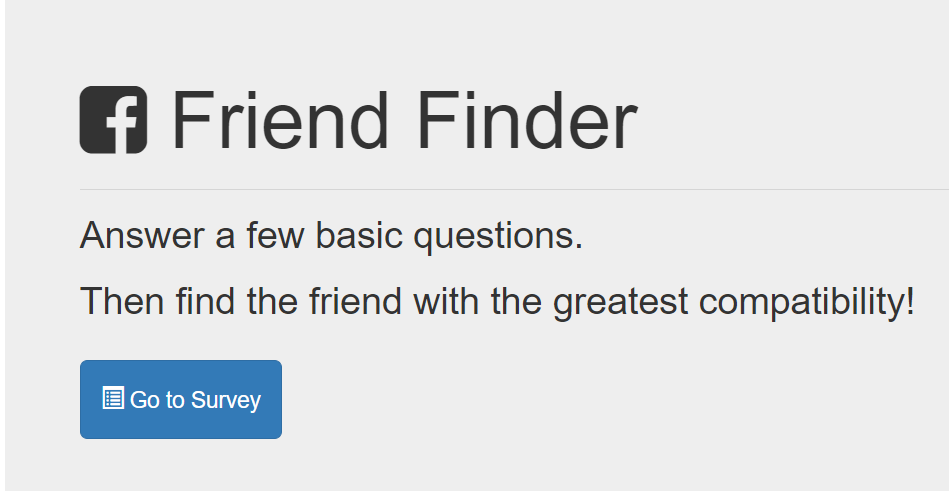 Friend Finder
Answer a few basic questions.
Then find the friend with the greatest compatibility!
Go to Survey